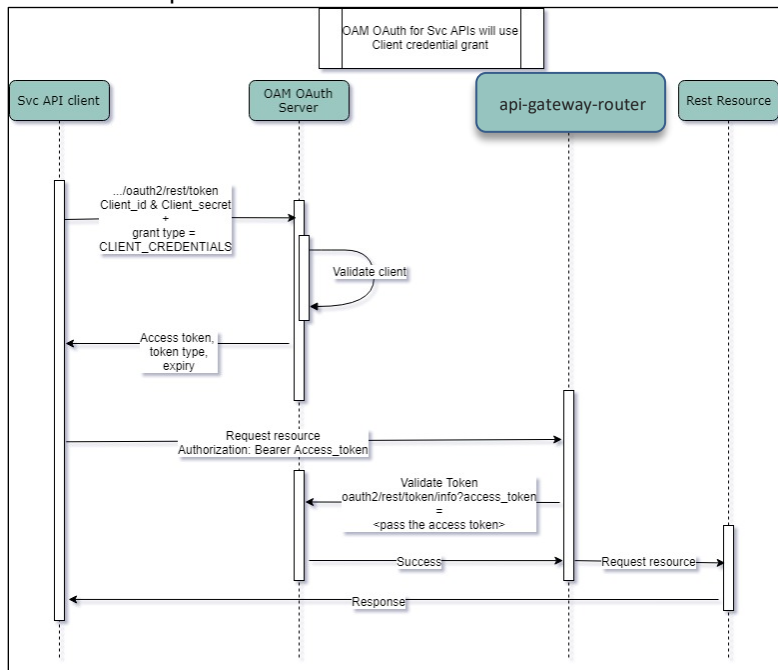 OAM OAuth for Svc APIs will use
Client credential grant
Svc API client
OAM OAuth
Server
api-gateway-router
Rest Resource
.../oauth2/rest/token
Client_id & Client_secret
+
grant type =
CLIENT_CREDENTIALS
Validate client
Access token,
token type,
expiry
Request resource
Authorization: Bearer Access_token
Validate Token
oauth2/rest/token/info?access_token
=
<pass the access token>
Success
Request resource
Response